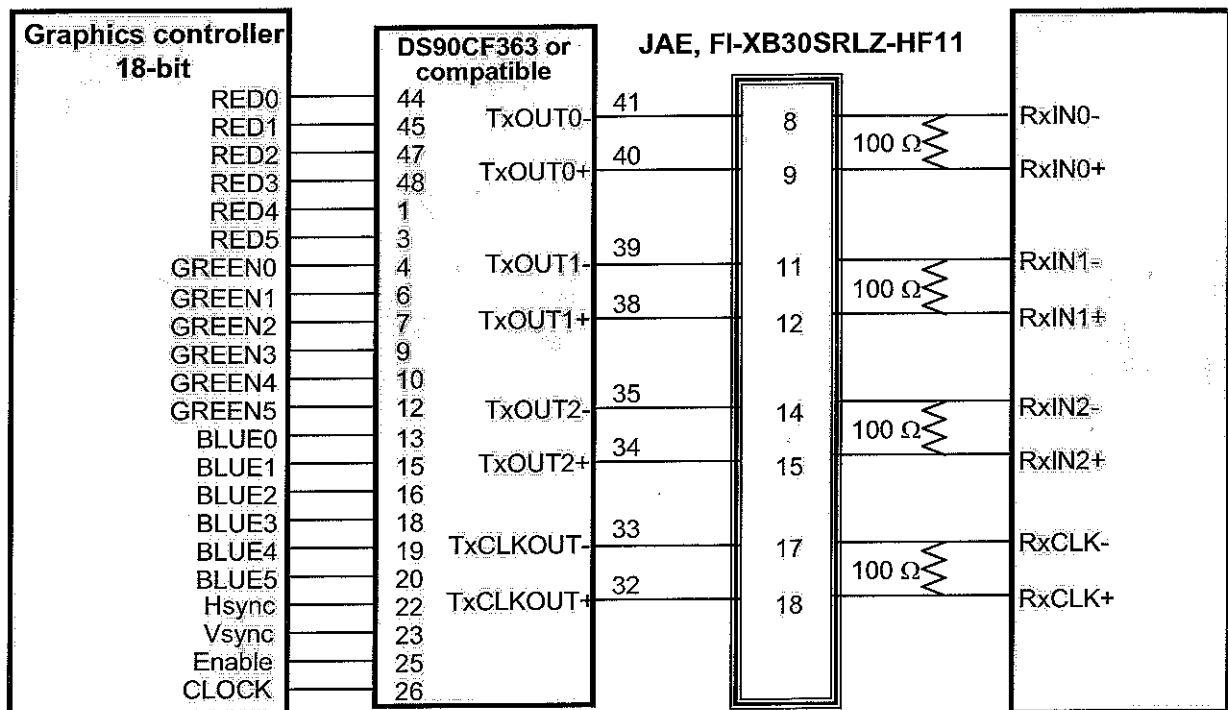 Graphics controller
18-bit
DS90CF363 or
compatible
JAE, FI-XB30SRLZ-HF11
RED0 44
RED1 45
RED2 47
RED3 48
RED4 1
RED5 3
GREEN0 4
GREEN1 6
GREEN2 7
GREEN3 9
GREEN4 10
GREEN5 12
BLUE0 13
BLUE1 15
BLUE2 16
BLUE3 18
BLUE4 19
BLUE5 20
Hsync 22
Vsync 23
Enable 25
CLOCK 26
TxOUT0- 41 8 RxIN0-
100 Ω
TxOUT0+ 40 9 RxIN0+
TxOUT1- 39 11 RxIN1-
100 Ω
TxOUT1+ 38 12 RxIN1+
TxOUT2- 35 14 RxIN2-
100 Ω
TxOUT2+ 34 15 RxIN2+
TxCLKOUT- 33 17 RxCLK-
100 Ω
TxCLKOUT+ 32 18 RxCLK+